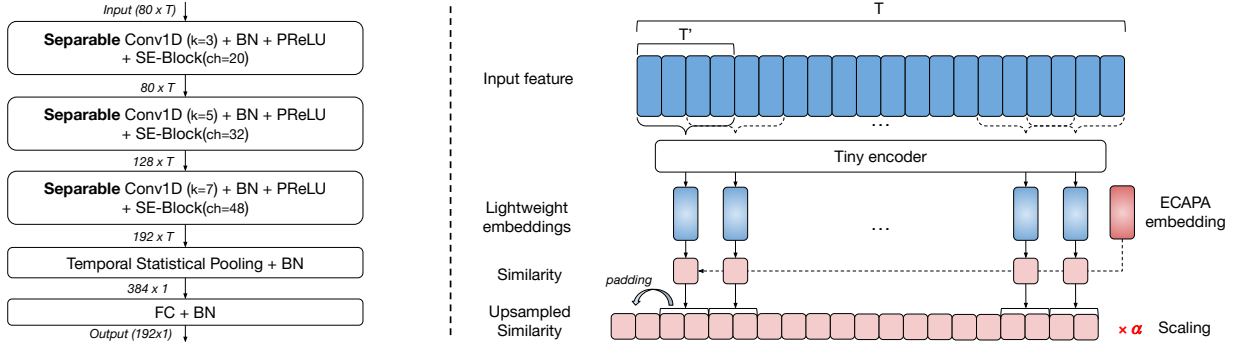 Input (80 x T)
Separable Conv1D (k=3) + BN + PReLU
+ SE-Block(ch=20)
80 x T
Separable Conv1D (k=5) + BN + PReLU
+ SE-Block(ch=32)
128 x T
Separable Conv1D (k=7) + BN + PReLU
+ SE-Block(ch=48)
192 x T
Temporal Statistical Pooling + BN
384 x 1
FC + BN
Output (192x1)
T
T'
Input feature
...
Tiny encoder
Lightweight
embeddings
...
ECAPA
embedding
Similarity
padding
Upsampled
Similarity
× α Scaling